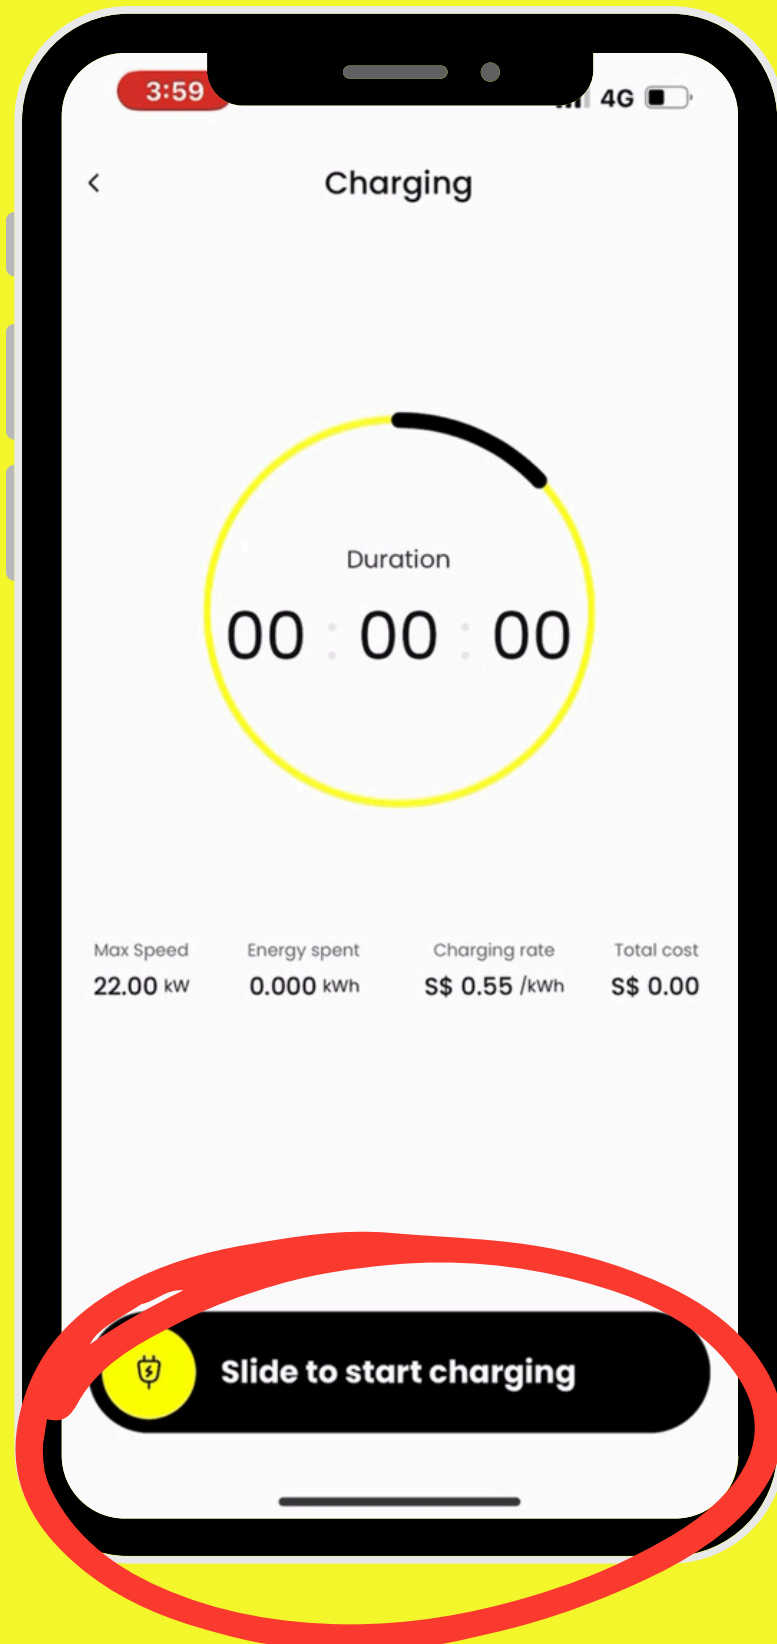 3:59 4G
Charging
Duration
00 : 00 : 00
Max Speed Energy spent Charging rate Total cost
22.00 kW 0.000 kWh S$ 0.55 /kWh S$ 0.00
Slide to start charging